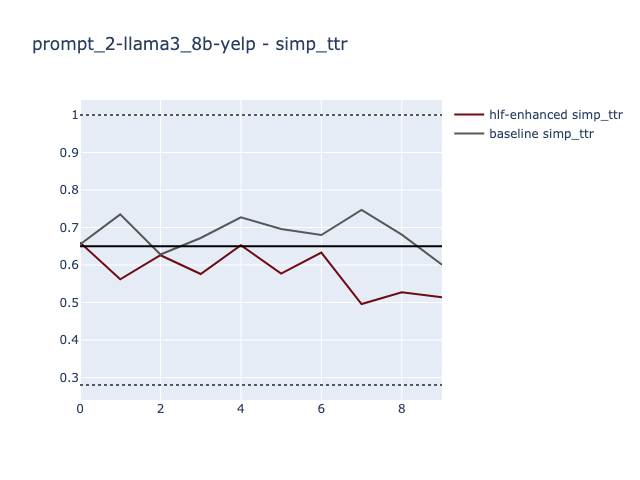 prompt_2-llama3_8b-yelp - simp_ttr
hlf-enhanced simp_ttr
baseline simp_ttr
1
0.9
0.8
0.7
0.6
0.5
0.4
0.3
0 2 4 6 8